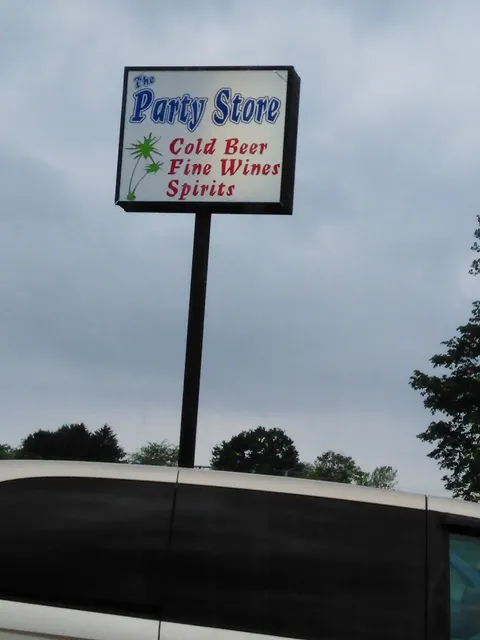 The
Party Store
Cold Beer
Fine Wines
Spirits